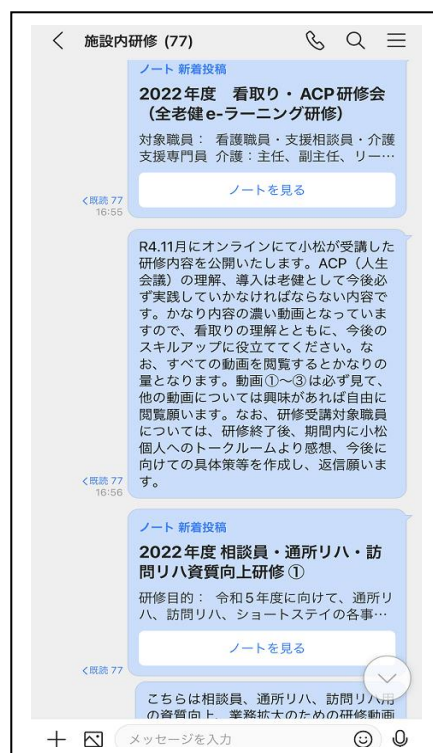 施設内研修 (77)
ノート 新着投稿
2022年度 看取り・ACP研修会
（全老健e-ラーニング研修）
対象職員： 看護職員・支援相談員・介護
支援専門員 介護：主任、副主任、リー…
ノートを見る
<既読 77
16:55
R4.11月にオンラインにて小松が受講した
研修内容を公開いたします。ACP（人生
会議）の理解、導入は老健として今後必
ず実践していかなければならない内容で
す。かなり内容の濃い動画となっていま
すので、看取りの理解とともに、今後の
スキルアップに役立ててください。な
お、すべての動画を閲覧するとかなりの
量となります。動画①〜③は必ず見て、
他の動画については興味があれば自由に
閲覧願います。なお、研修受講対象職員
については、研修終了後、期間内に小松
個人へのトークルームより感想、今後に
向けての具体策等を作成し、返信願いま
す。
<既読 77
16:56
ノート 新着投稿
2022年度 相談員・通所リハ・訪
問リハ資質向上研修 ①
研修目的： 令和5年度に向けて、通所リ
ハ、訪問リハ、ショートステイの各事…
ノートを見る
<既読 77
こちらは相談員、通所リハ、訪問リハ用
の資質向上、業務拡大のための研修動画
メッセージを入力